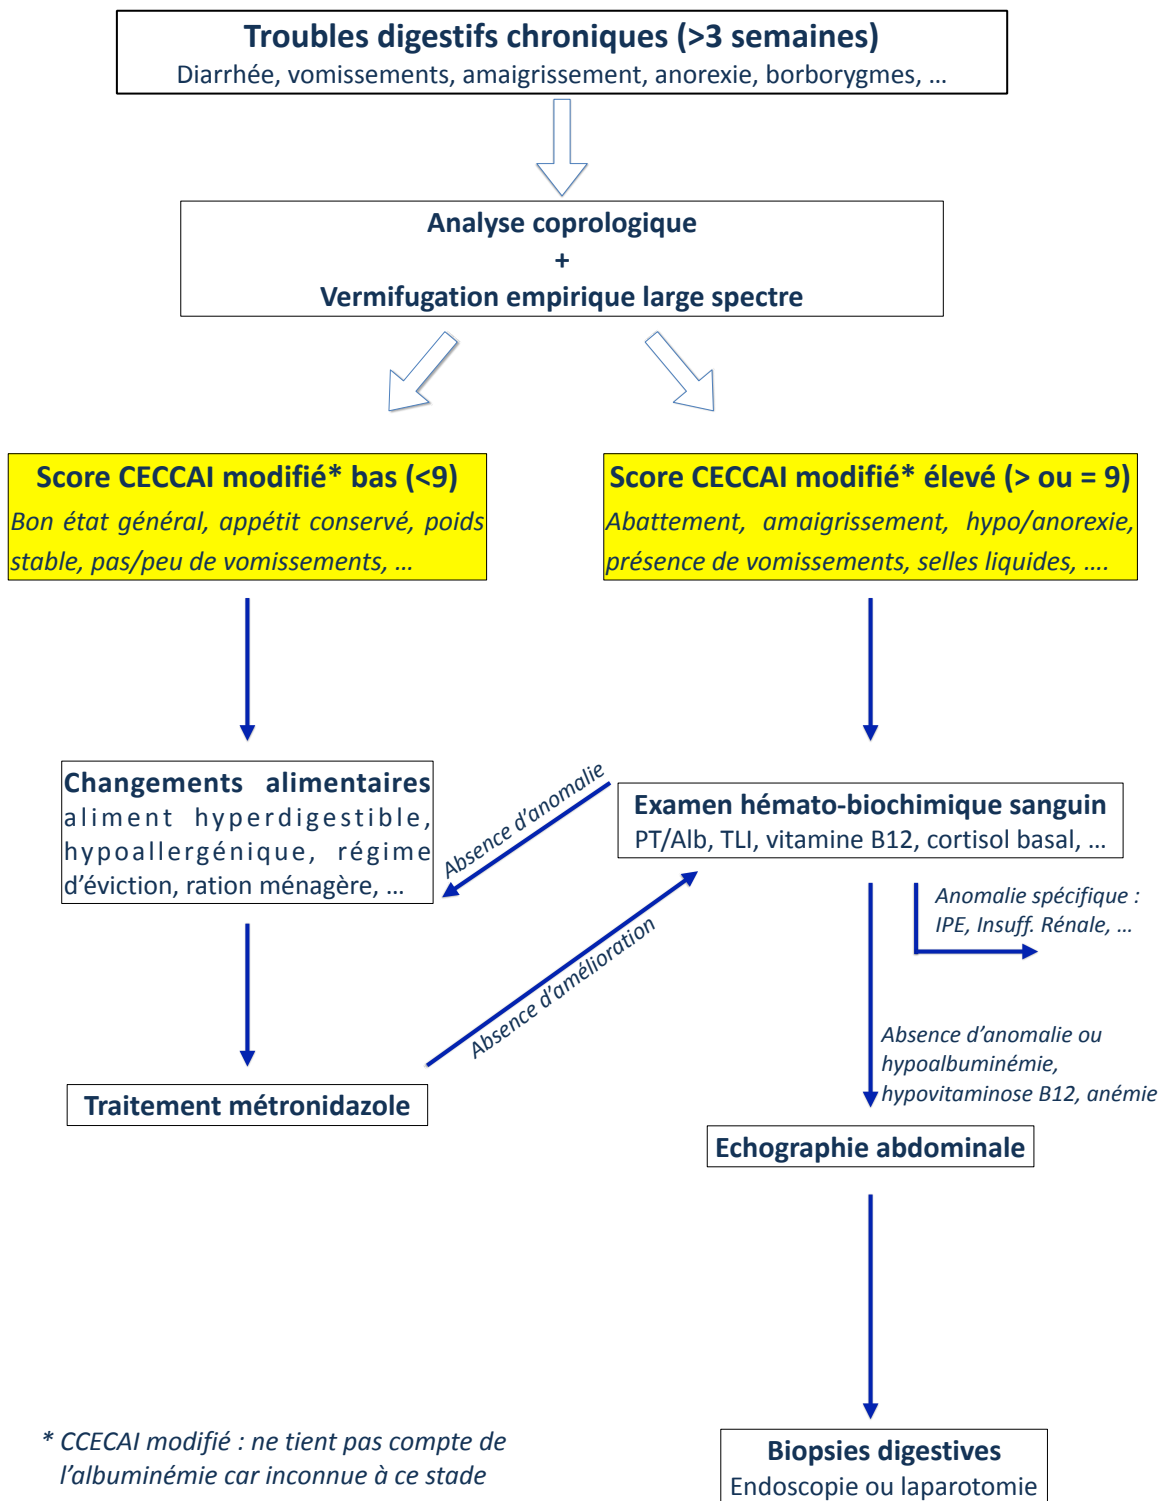 Troubles digestifs chroniques (>3 semaines)
Diarrhée, vomissements, amaigrissement, anorexie, borborygmes, ...
Analyse coprologique
+
Vermifugation empirique large spectre
Score CECCAI modifié* bas (<9)
Bon état général, appétit conservé, poids
stable, pas/peu de vomissements, ...
Score CECCAI modifié* élevé (> ou = 9)
Abattement, amaigrissement, hypo/anorexie,
présence de vomissements, selles liquides, ....
Changements alimentaires
aliment hyperdigestible,
hypoallergénique, régime
d'éviction, ration ménagère, ...
Absence d'anomalie
Examen hémato-biochimique sanguin
PT/Alb, TLI, vitamine B12, cortisol basal, ...
Anomalie spécifique :
IPE, Insuff. Rénale, ...
Absence d'amélioration
Absence d'anomalie ou
hypoalbuminémie,
hypovitaminose B12, anémie
Traitement métronidazole
Echographie abdominale
* CCECAI modifié : ne tient pas compte de
l'albuminémie car inconnue à ce stade
Biopsies digestives
Endoscopie ou laparotomie